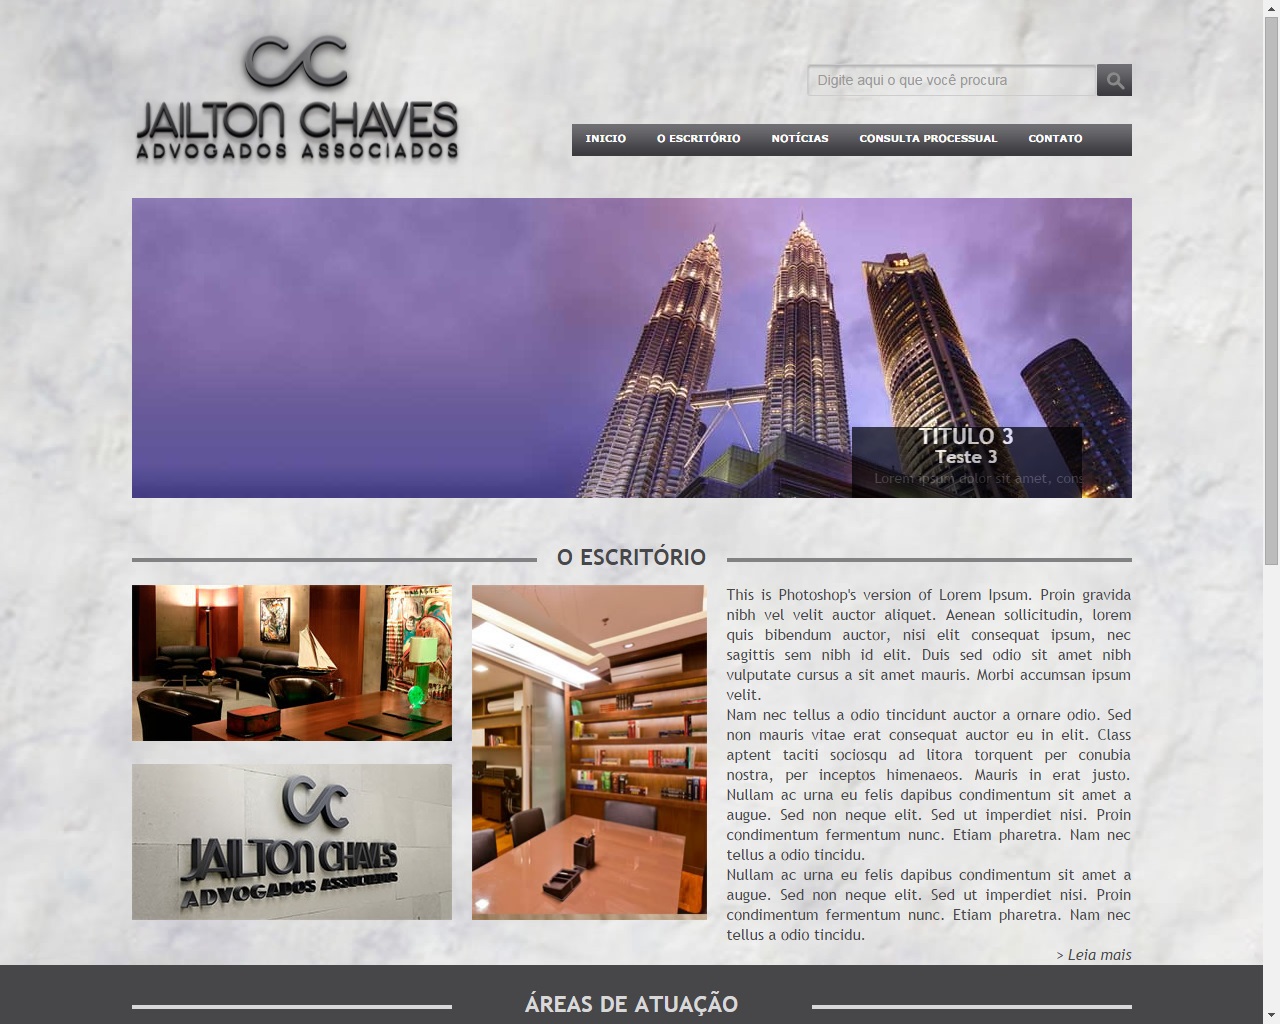 JAILTON CHAVES
ADVOGADOS ASSOCIADOS
Digite aqui o que você procura
INICIO O ESCRITÓRIO NOTÍCIAS CONSULTA PROCESSUAL CONTATO
TITULO 3
Teste 3
Lorem ipsum dolor sit amet, cons
O ESCRITÓRIO
NAMASTE
JAILTON CHAVES
ADVOGADOS ASSOCIADOS
This is Photoshop's version of Lorem Ipsum. Proin gravida
nibh vel velit auctor aliquet. Aenean sollicitudin, lorem
quis bibendum auctor, nisi elit consequat ipsum, nec
sagittis sem nibh id elit. Duis sed odio sit amet nibh
vulputate cursus a sit amet mauris. Morbi accumsan ipsum
velit.
Nam nec tellus a odio tincidunt auctor a ornare odio. Sed
non mauris vitae erat consequat auctor eu in elit. Class
aptent taciti sociosqu ad litora torquent per conubia
nostra, per inceptos himenaeos. Mauris in erat justo.
Nullam ac urna eu felis dapibus condimentum sit amet a
augue. Sed non neque elit. Sed ut imperdiet nisi. Proin
condimentum fermentum nunc. Etiam pharetra. Nam nec
tellus a odio tincidu.
Nullam ac urna eu felis dapibus condimentum sit amet a
augue. Sed non neque elit. Sed ut imperdiet nisi. Proin
condimentum fermentum nunc. Etiam pharetra. Nam nec
tellus a odio tincidu.
> Leia mais
ÁREAS DE ATUAÇÃO